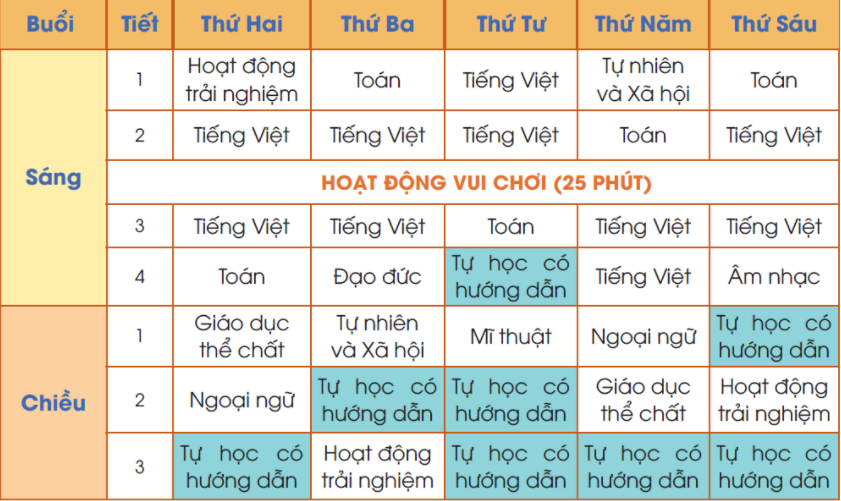 Buổi Tiết Thứ Hai Thứ Ba Thứ Tư Thứ Năm Thứ Sáu
Sáng
1 Hoạt động trải nghiệm Toán Tiếng Việt Tự nhiên và Xã hội Toán
2 Tiếng Việt Tiếng Việt Tiếng Việt Toán Tiếng Việt
HOẠT ĐỘNG VUI CHƠI (25 PHÚT)
3 Tiếng Việt Tiếng Việt Toán Tiếng Việt Tiếng Việt
4 Toán Đạo đức Tự học có hướng dẫn Tiếng Việt Âm nhạc
Chiều
1 Giáo dục thể chất Tự nhiên và Xã hội Mĩ thuật Ngoại ngữ Tự học có hướng dẫn
2 Ngoại ngữ Tự học có hướng dẫn Tự học có hướng dẫn Giáo dục thể chất Hoạt động trải nghiệm
3 Tự học có hướng dẫn Hoạt động trải nghiệm Tự học có hướng dẫn Tự học có hướng dẫn Tự học có hướng dẫn